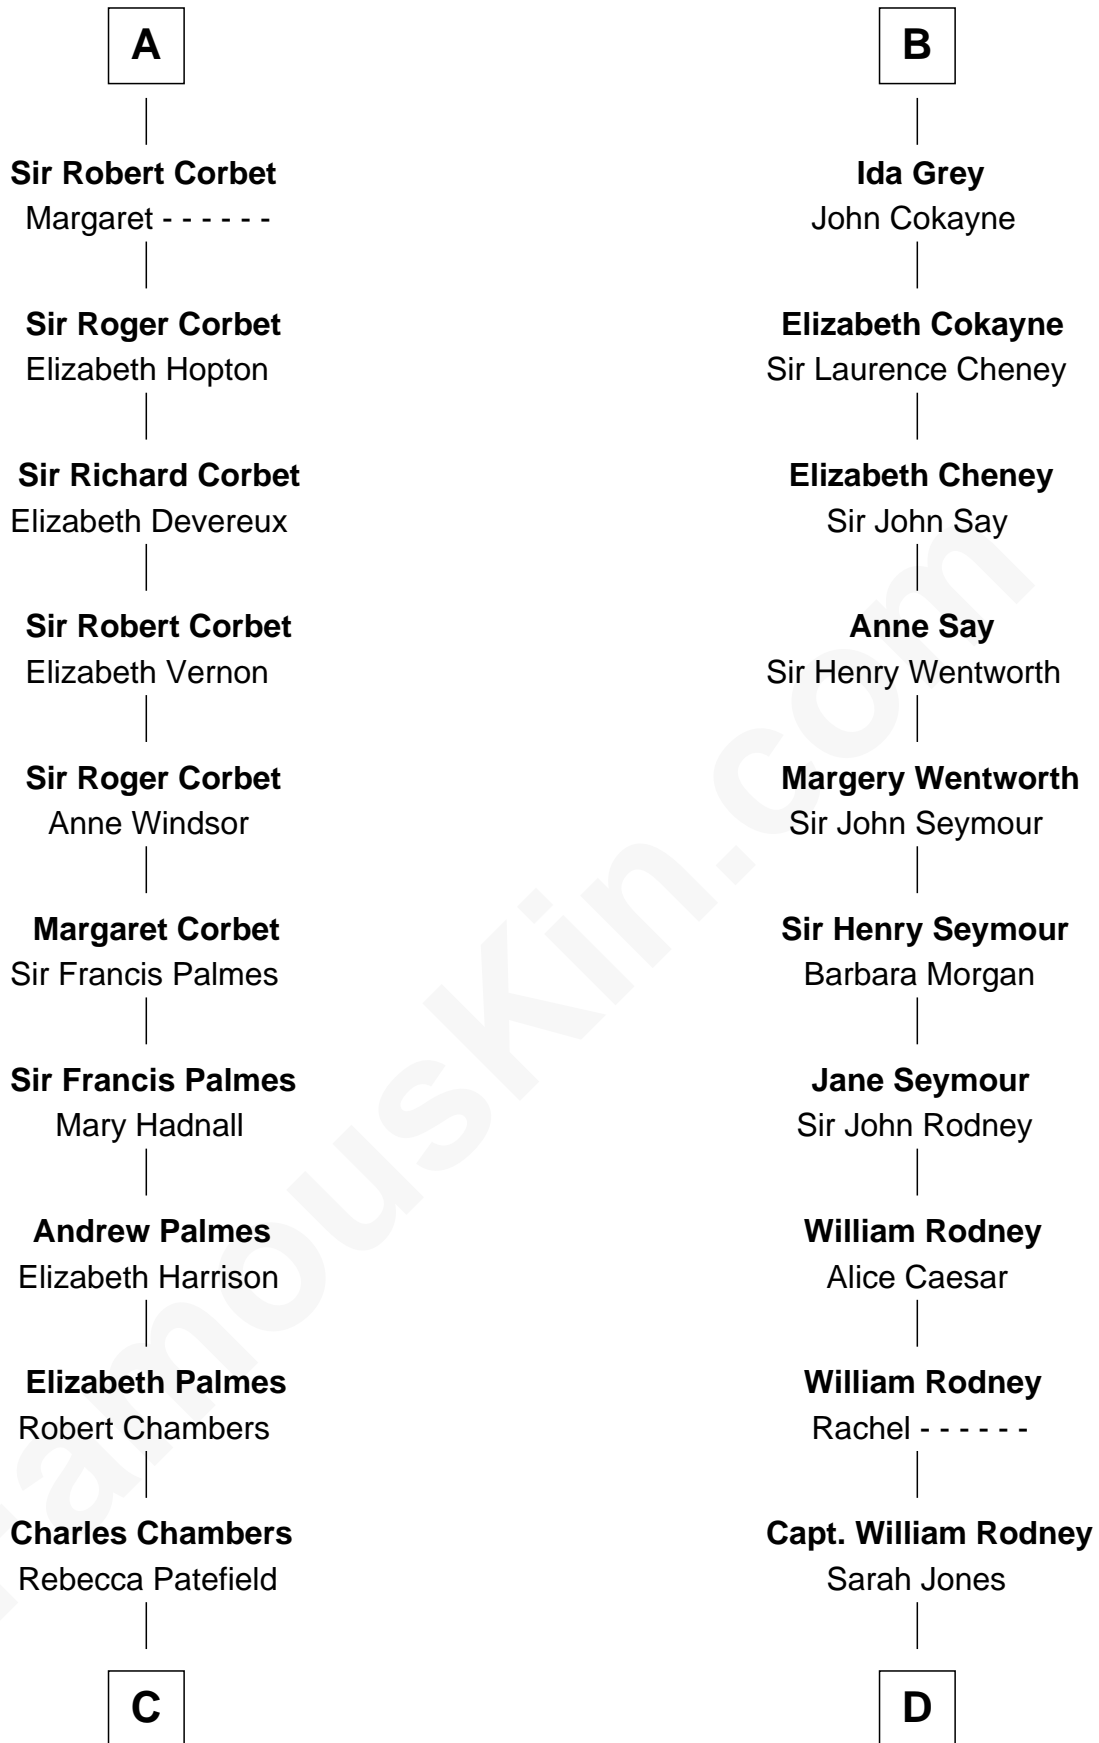 A
Sir Robert Corbet
Margaret - - - - - -
Sir Roger Corbet
Elizabeth Hopton
Sir Richard Corbet
Elizabeth Devereux
Sir Robert Corbet
Elizabeth Vernon
Sir Roger Corbet
Anne Windsor
Margaret Corbet
Sir Francis Palmes
Sir Francis Palmes
Mary Hadnall
Andrew Palmes
Elizabeth Harrison
Elizabeth Palmes
Robert Chambers
Charles Chambers
Rebecca Patefield
C
B
Ida Grey
John Cokayne
Elizabeth Cokayne
Sir Laurence Cheney
Elizabeth Cheney
Sir John Say
Anne Say
Sir Henry Wentworth
Margery Wentworth
Sir John Seymour
Sir Henry Seymour
Barbara Morgan
Jane Seymour
Sir John Rodney
William Rodney
Alice Caesar
William Rodney
Rachel - - - - - -
Capt. William Rodney
Sarah Jones
D
FamousKin.com